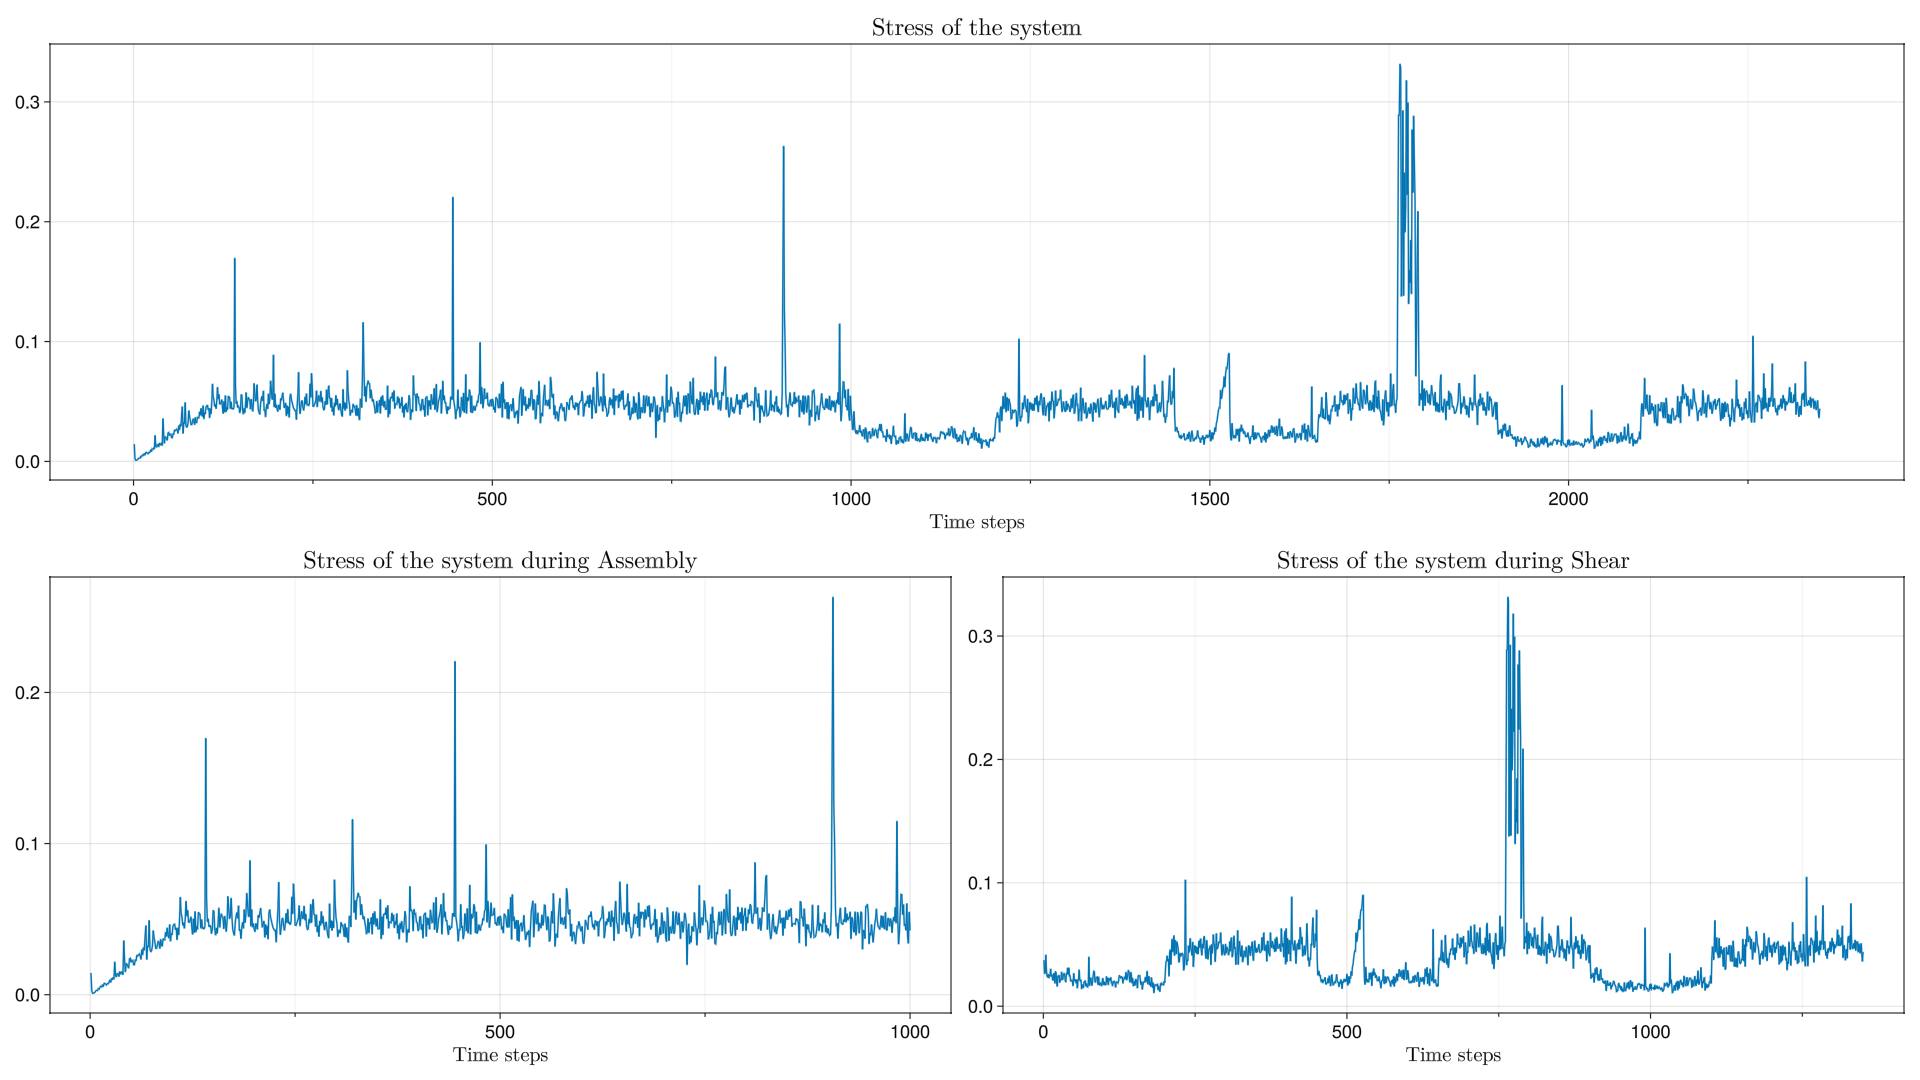 Stress of the system
0.3
0.2
0.1
0.0
0 500 1000 1500 2000
Time steps
Stress of the system during Assembly
0.2
0.1
0.0
0 500 1000
Time steps
Stress of the system during Shear
0.3
0.2
0.1
0.0
0 500 1000
Time steps